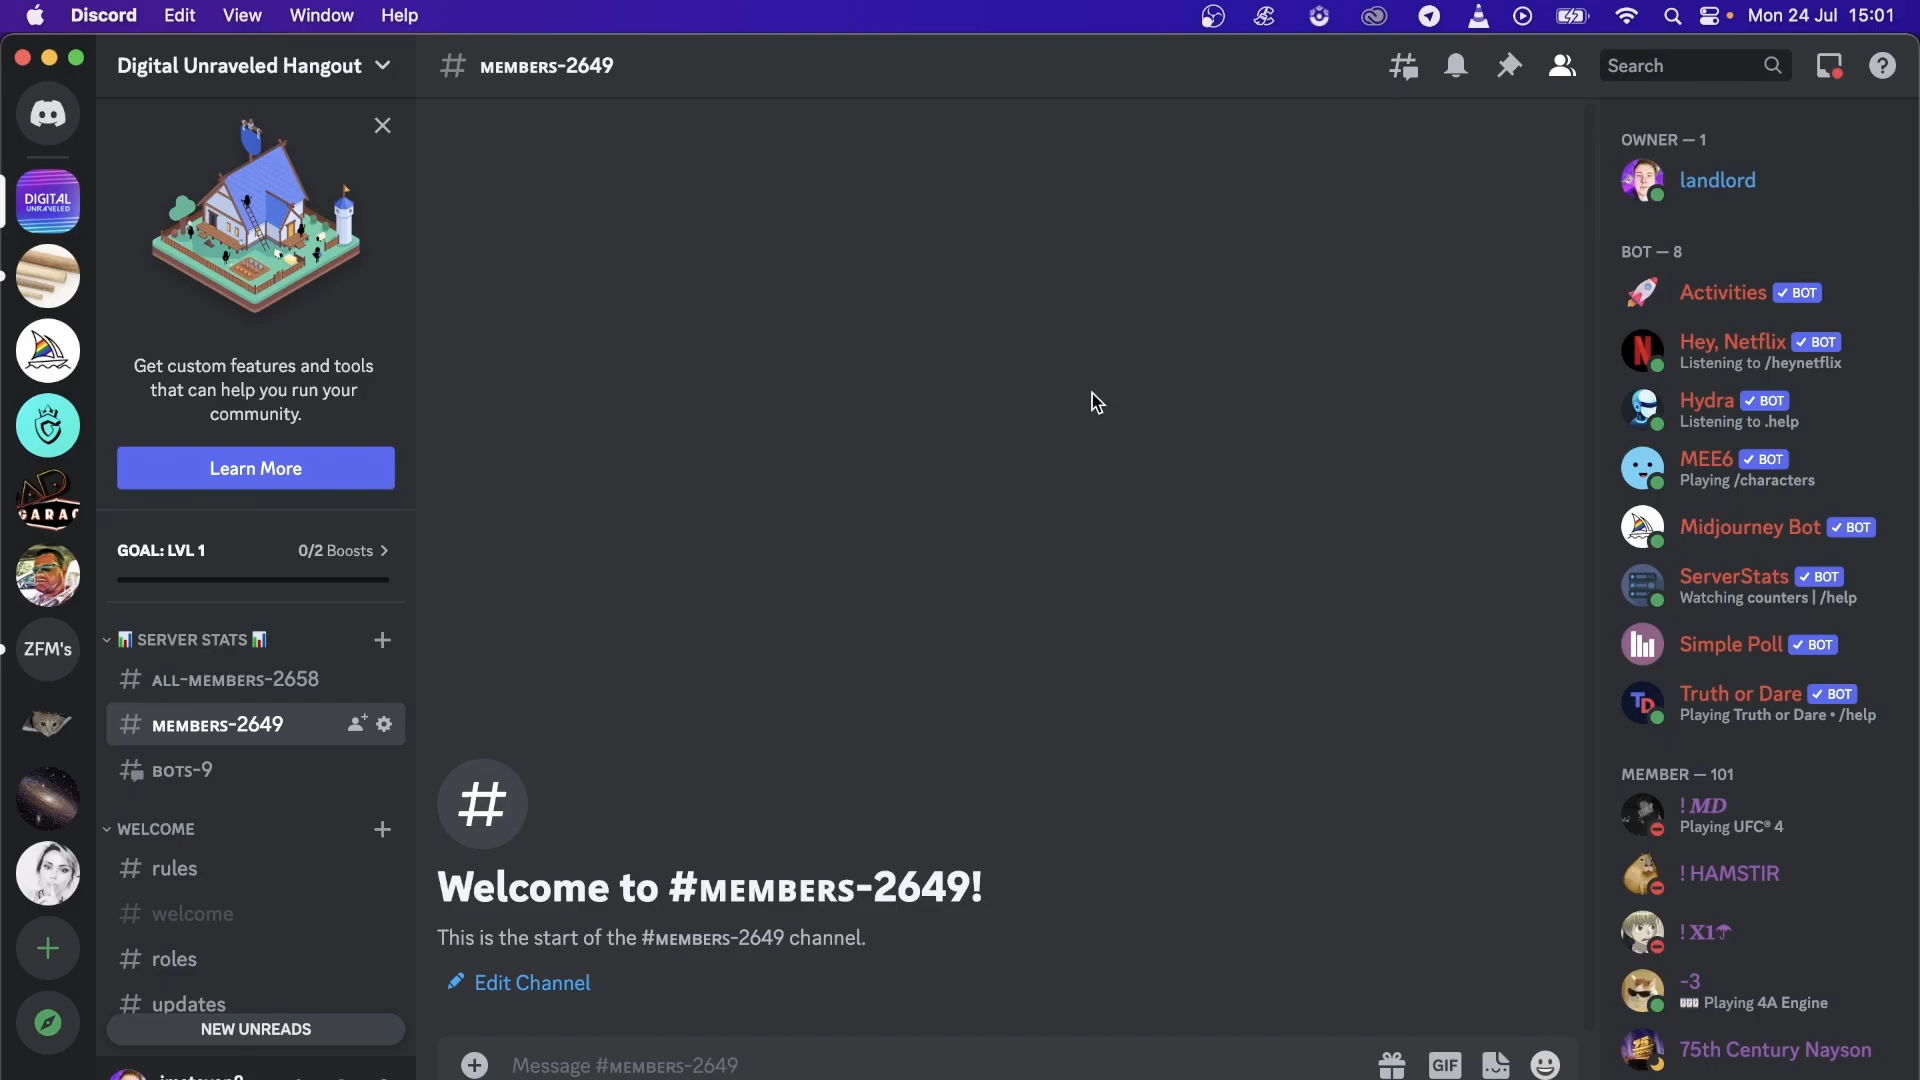 Discord Edit View Window Help
Mon 24 Jul 15:01
Digital Unraveled Hangout
MEMBERS-2649
Search
DIGITAL
UNRAVELED
ZFM's
Get custom features and tools
that can help you run your
community.
Learn More
GOAL: LVL 1
0/2 Boosts
SERVER STATS
ALL-MEMBERS-2658
MEMBERS-2649
BOTS-9
WELCOME
rules
welcome
roles
updates
NEW UNREADS
Welcome to #MEMBERS-2649!
This is the start of the #MEMBERS-2649 channel.
Edit Channel
Message #MEMBERS-2649
GIF
OWNER — 1
landlord
BOT — 8
Activities BOT
Hey, Netflix BOT
Listening to /heynetflix
Hydra BOT
Listening to .help
MEE6 BOT
Playing /characters
Midjourney Bot BOT
ServerStats BOT
Watching counters | /help
Simple Poll BOT
Truth or Dare BOT
Playing Truth or Dare • /help
MEMBER — 101
! MD
Playing UFC® 4
! HAMSTIR
! X1
-3
Playing 4A Engine
75th Century Nayson